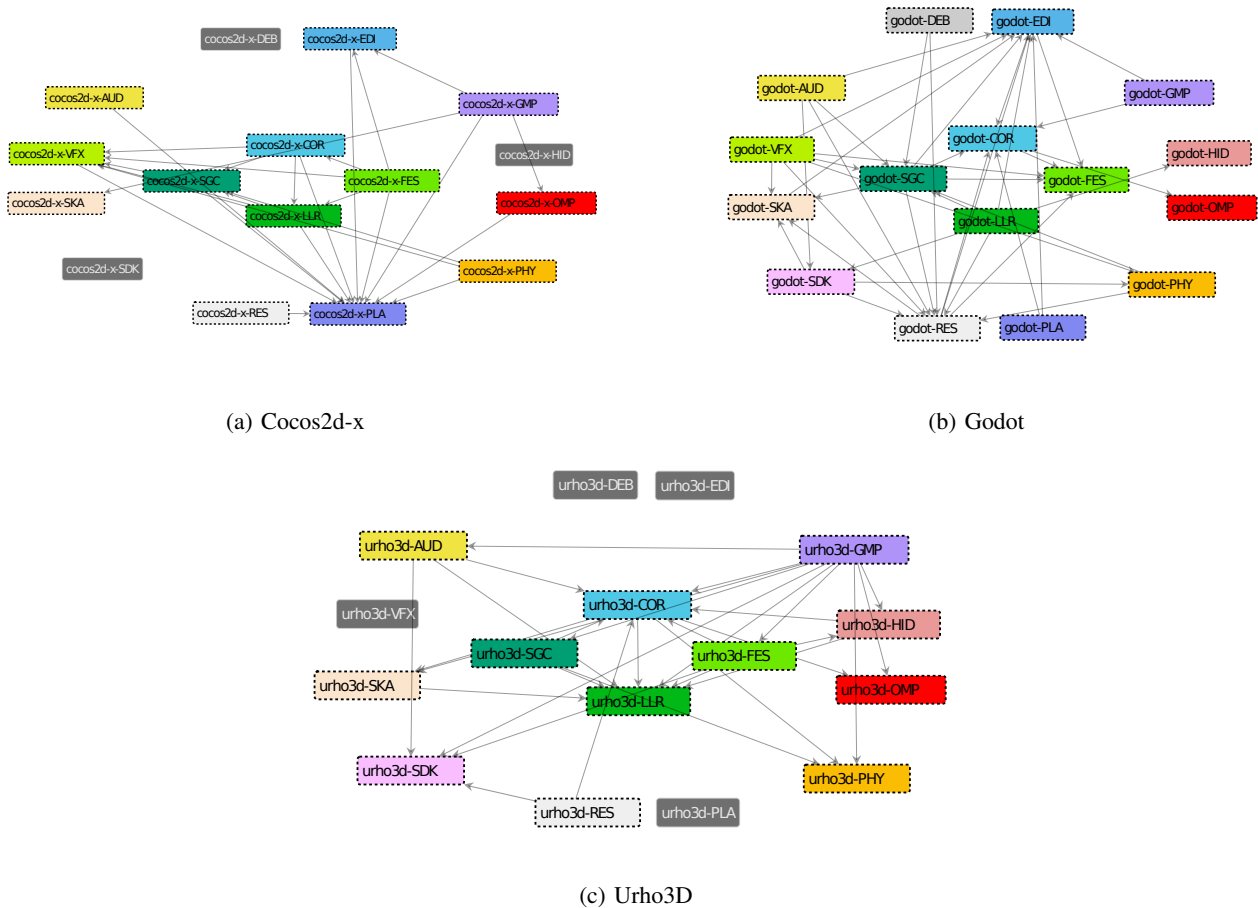 cocos2d-x-DEB
cocos2d-x-EDI
cocos2d-x-AUD
cocos2d-x-GMP
cocos2d-x-COR
cocos2d-x-VFX
cocos2d-x-HID
cocos2d-x-SGC
cocos2d-x-FES
cocos2d-x-SKA
cocos2d-x-OMP
cocos2d-x-LLR
cocos2d-x-SDK
cocos2d-x-PHY
cocos2d-x-RES
cocos2d-x-PLA
(a) Cocos2d-x
godot-DEB
godot-EDI
godot-AUD
godot-GMP
godot-COR
godot-VFX
godot-HID
godot-SGC
godot-FES
godot-SKA
godot-OMP
godot-LLR
godot-SDK
godot-PHY
godot-RES
godot-PLA
(b) Godot
urho3d-DEB
urho3d-EDI
urho3d-AUD
urho3d-GMP
urho3d-COR
urho3d-VFX
urho3d-HID
urho3d-SGC
urho3d-FES
urho3d-SKA
urho3d-OMP
urho3d-LLR
urho3d-SDK
urho3d-PHY
urho3d-RES
urho3d-PLA
(c) Urho3D